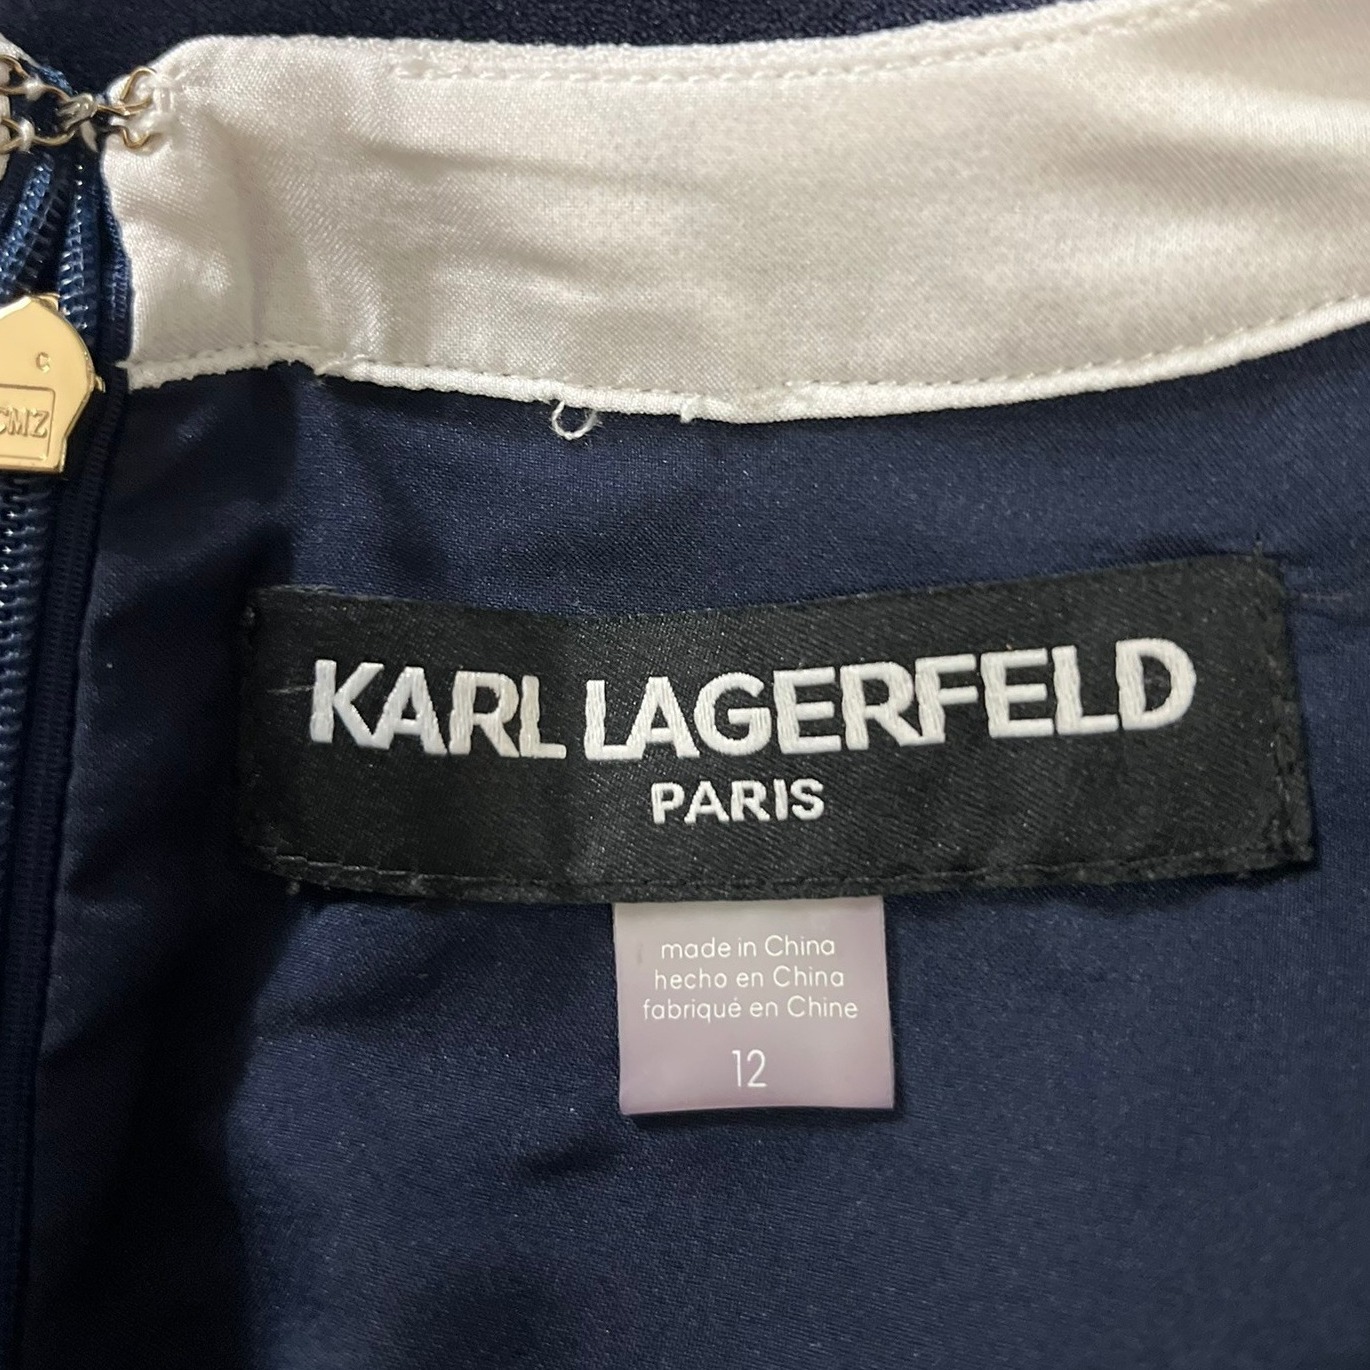 KARL LAGERFELD
PARIS
made in China
hecho en China
fabriqué en Chine
12
C